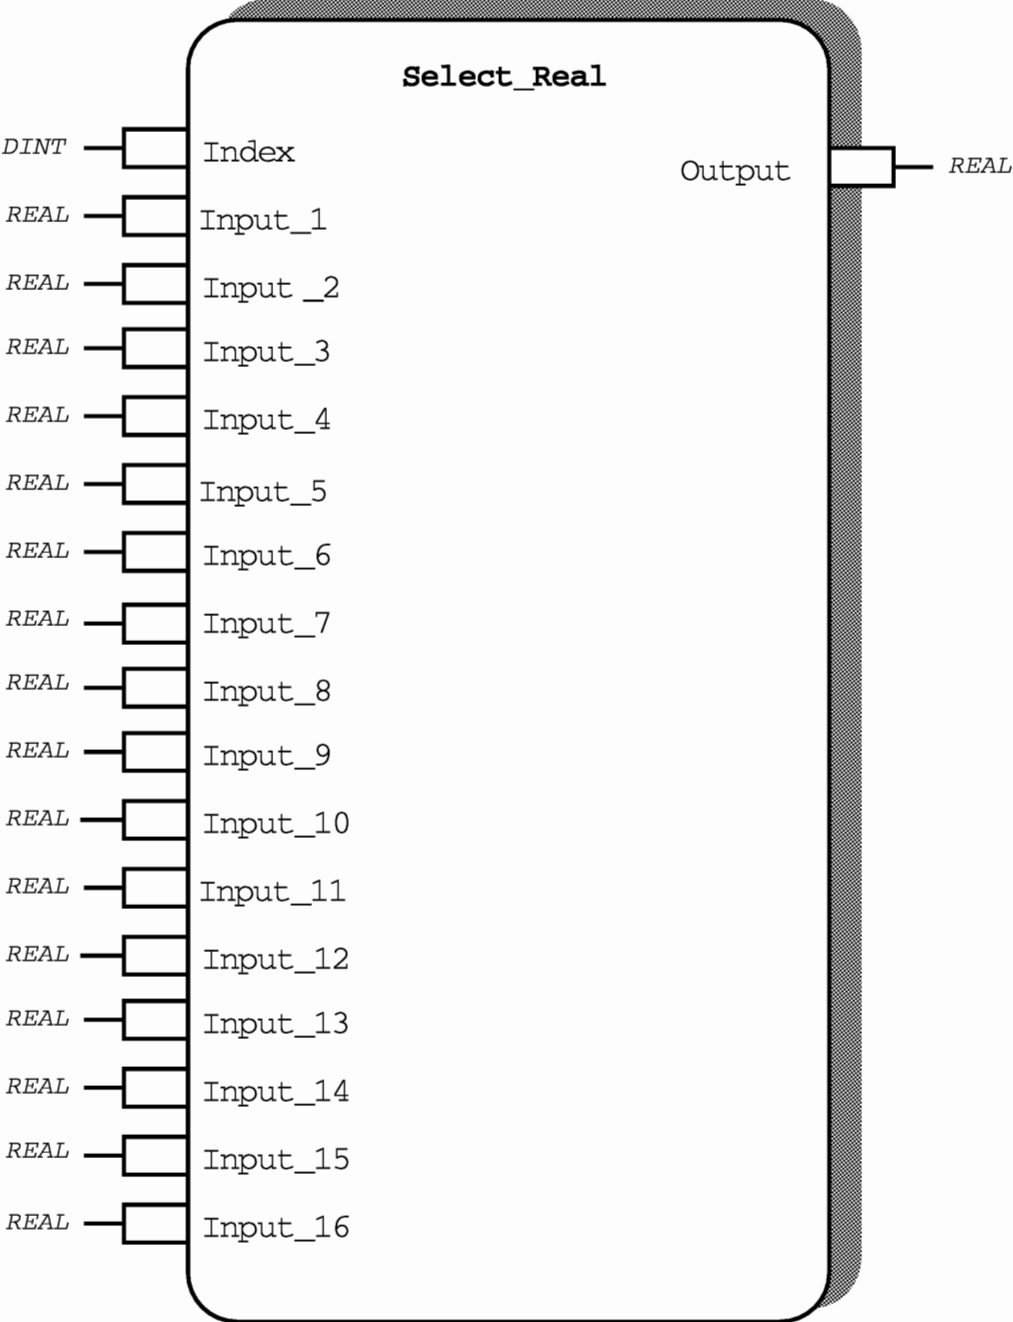 Select_Real
DINT Index
Output REAL
REAL Input_1
REAL Input _2
REAL Input_3
REAL Input_4
REAL Input_5
REAL Input_6
REAL Input_7
REAL Input_8
REAL Input_9
REAL Input_10
REAL Input_11
REAL Input_12
REAL Input_13
REAL Input_14
REAL Input_15
REAL Input_16